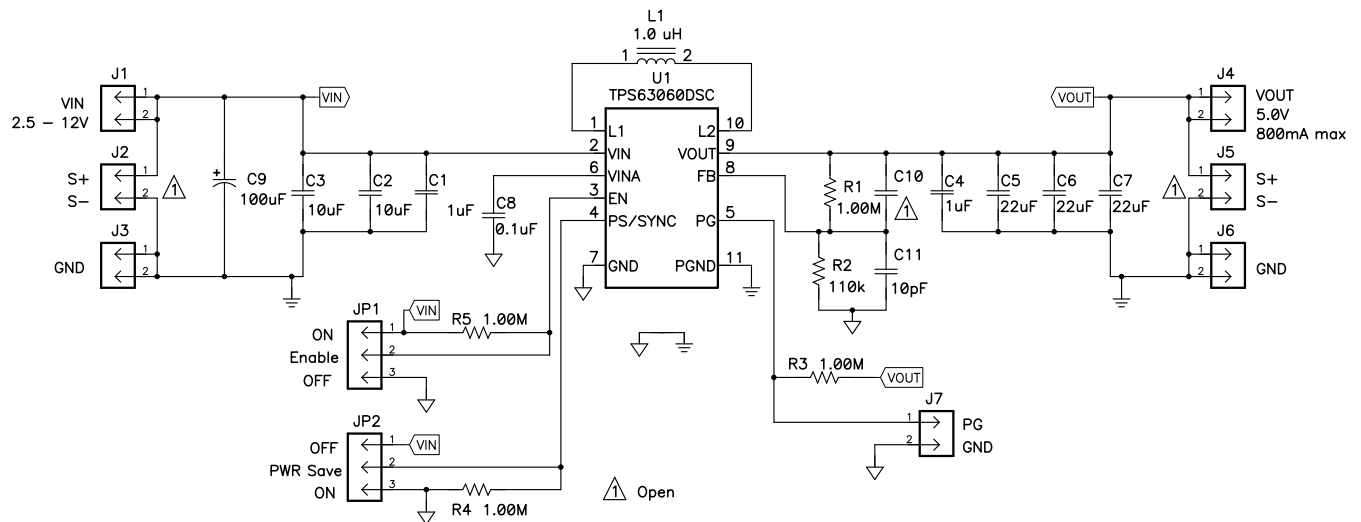 L1
1.0 uH
1 2
U1
TPS63060DSC
1 L1 L2 10
2 VIN VOUT 9
6 VINA FB 8
3 EN
4 PS/SYNC PG 5
7 GND PGND 11
J1
VIN
2.5 – 12V
1
2
VIN
J2
S+
S–
1
2
1
J3
GND
1
2
+
C9
100uF
C3
10uF
C2
10uF
C1
1uF
C8
0.1uF
JP1
ON
Enable
OFF
1
2
3
VIN
R5 1.00M
JP2
OFF
PWR Save
ON
1
2
3
VIN
R4 1.00M
1 Open
R1
1.00M
C10
1
R2
110k
C11
10pF
C4
1uF
C5
22uF
C6
22uF
C7
22uF
VOUT
J4
1
2
VOUT
5.0V
800mA max
J5
1
2
S+
S–
1
J6
1
2
GND
R3 1.00M
VOUT
J7
1
2
PG
GND